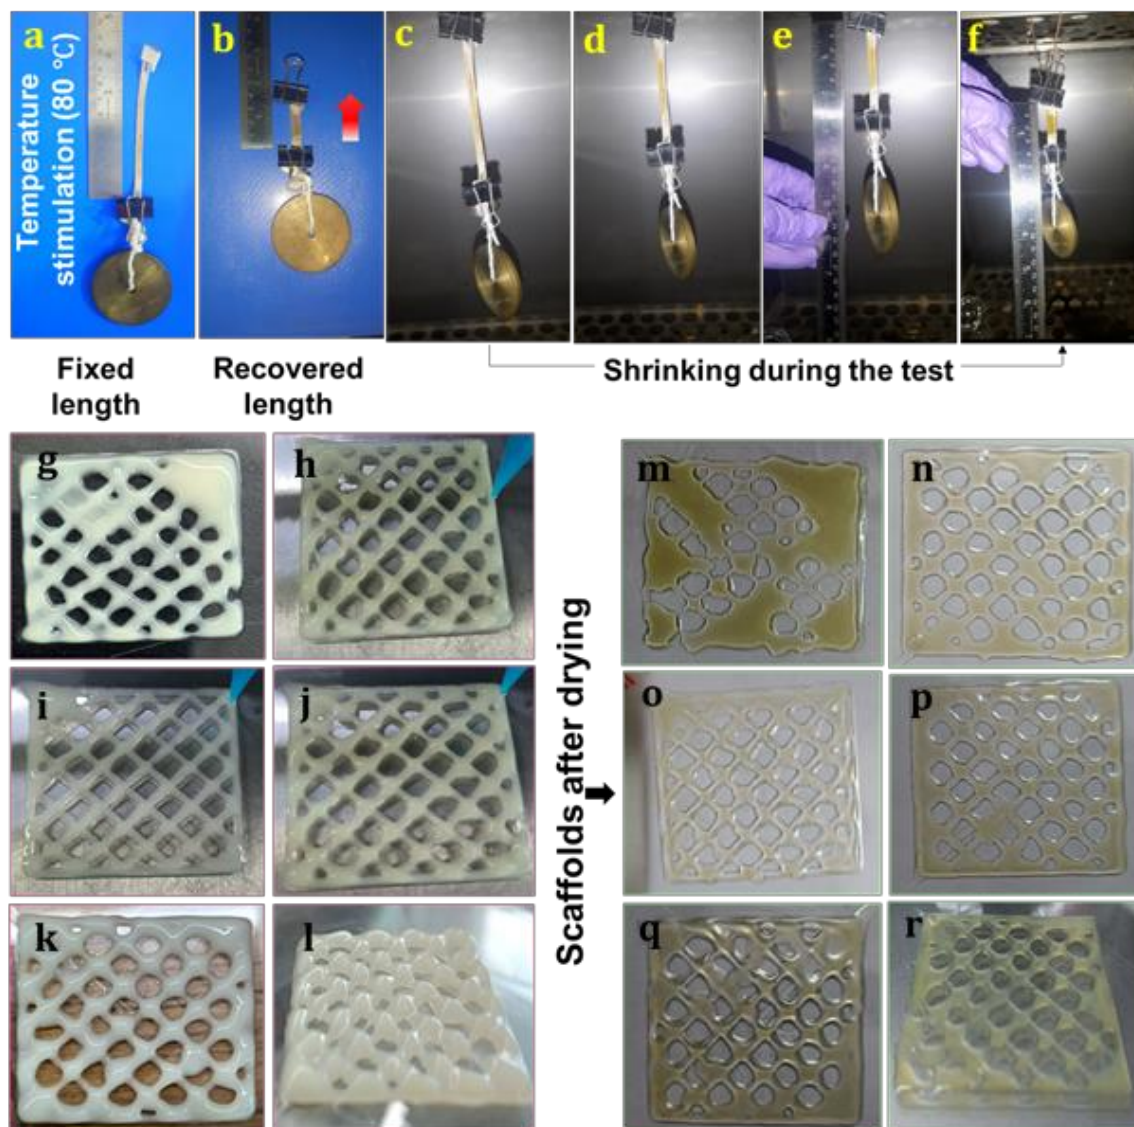 a
b
c
d
e
f
Temperature
stimulation (80 °C)
Fixed
length
Recovered
length
Shrinking during the test
g
h
i
j
k
l
Scaffolds after drying
m
n
o
p
q
r